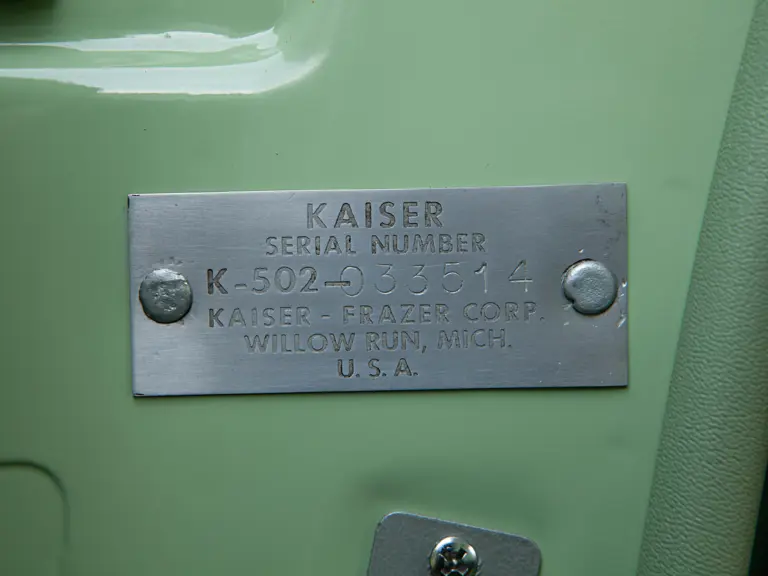 KAISER
SERIAL NUMBER
K-502-033514
KAISER - FRAZER CORP.
WILLOW RUN, MICH.
U. S. A.